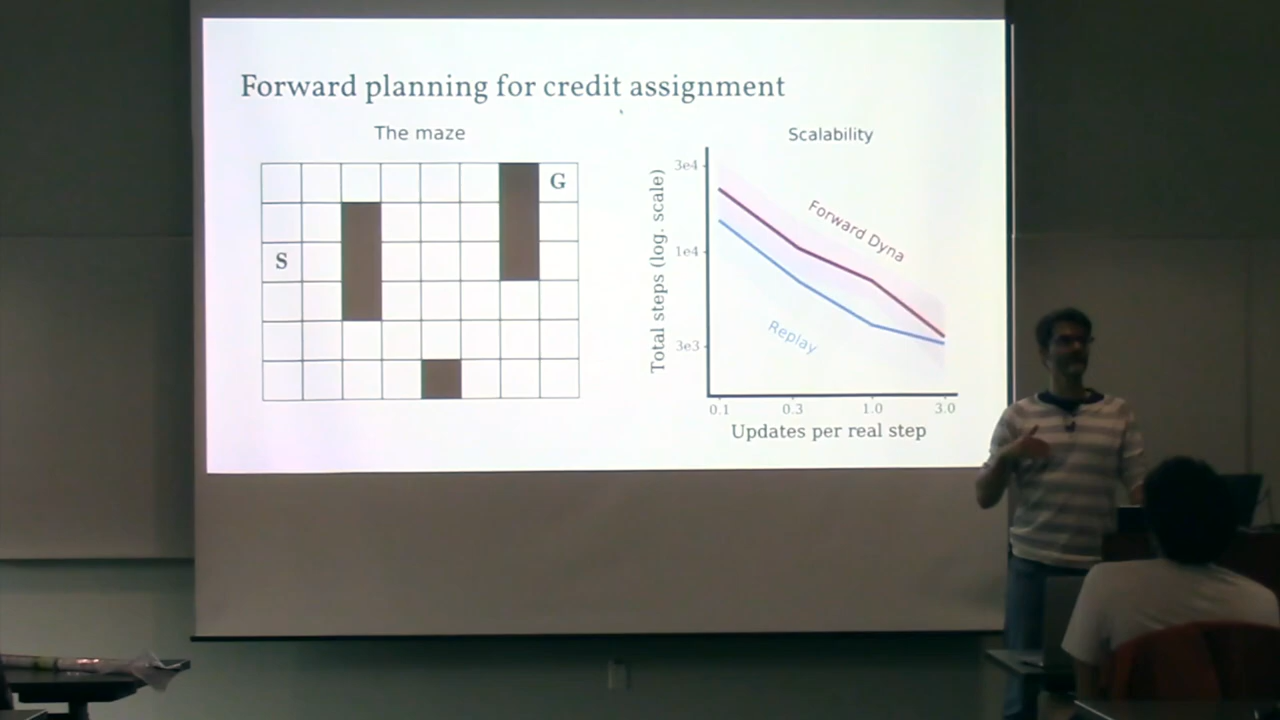 Forward planning for credit assignment
The maze
G
S
Scalability
Total steps (log. scale)
3e4
1e4
3e3
Forward Dyna
Replay
0.1 0.3 1.0 3.0
Updates per real step